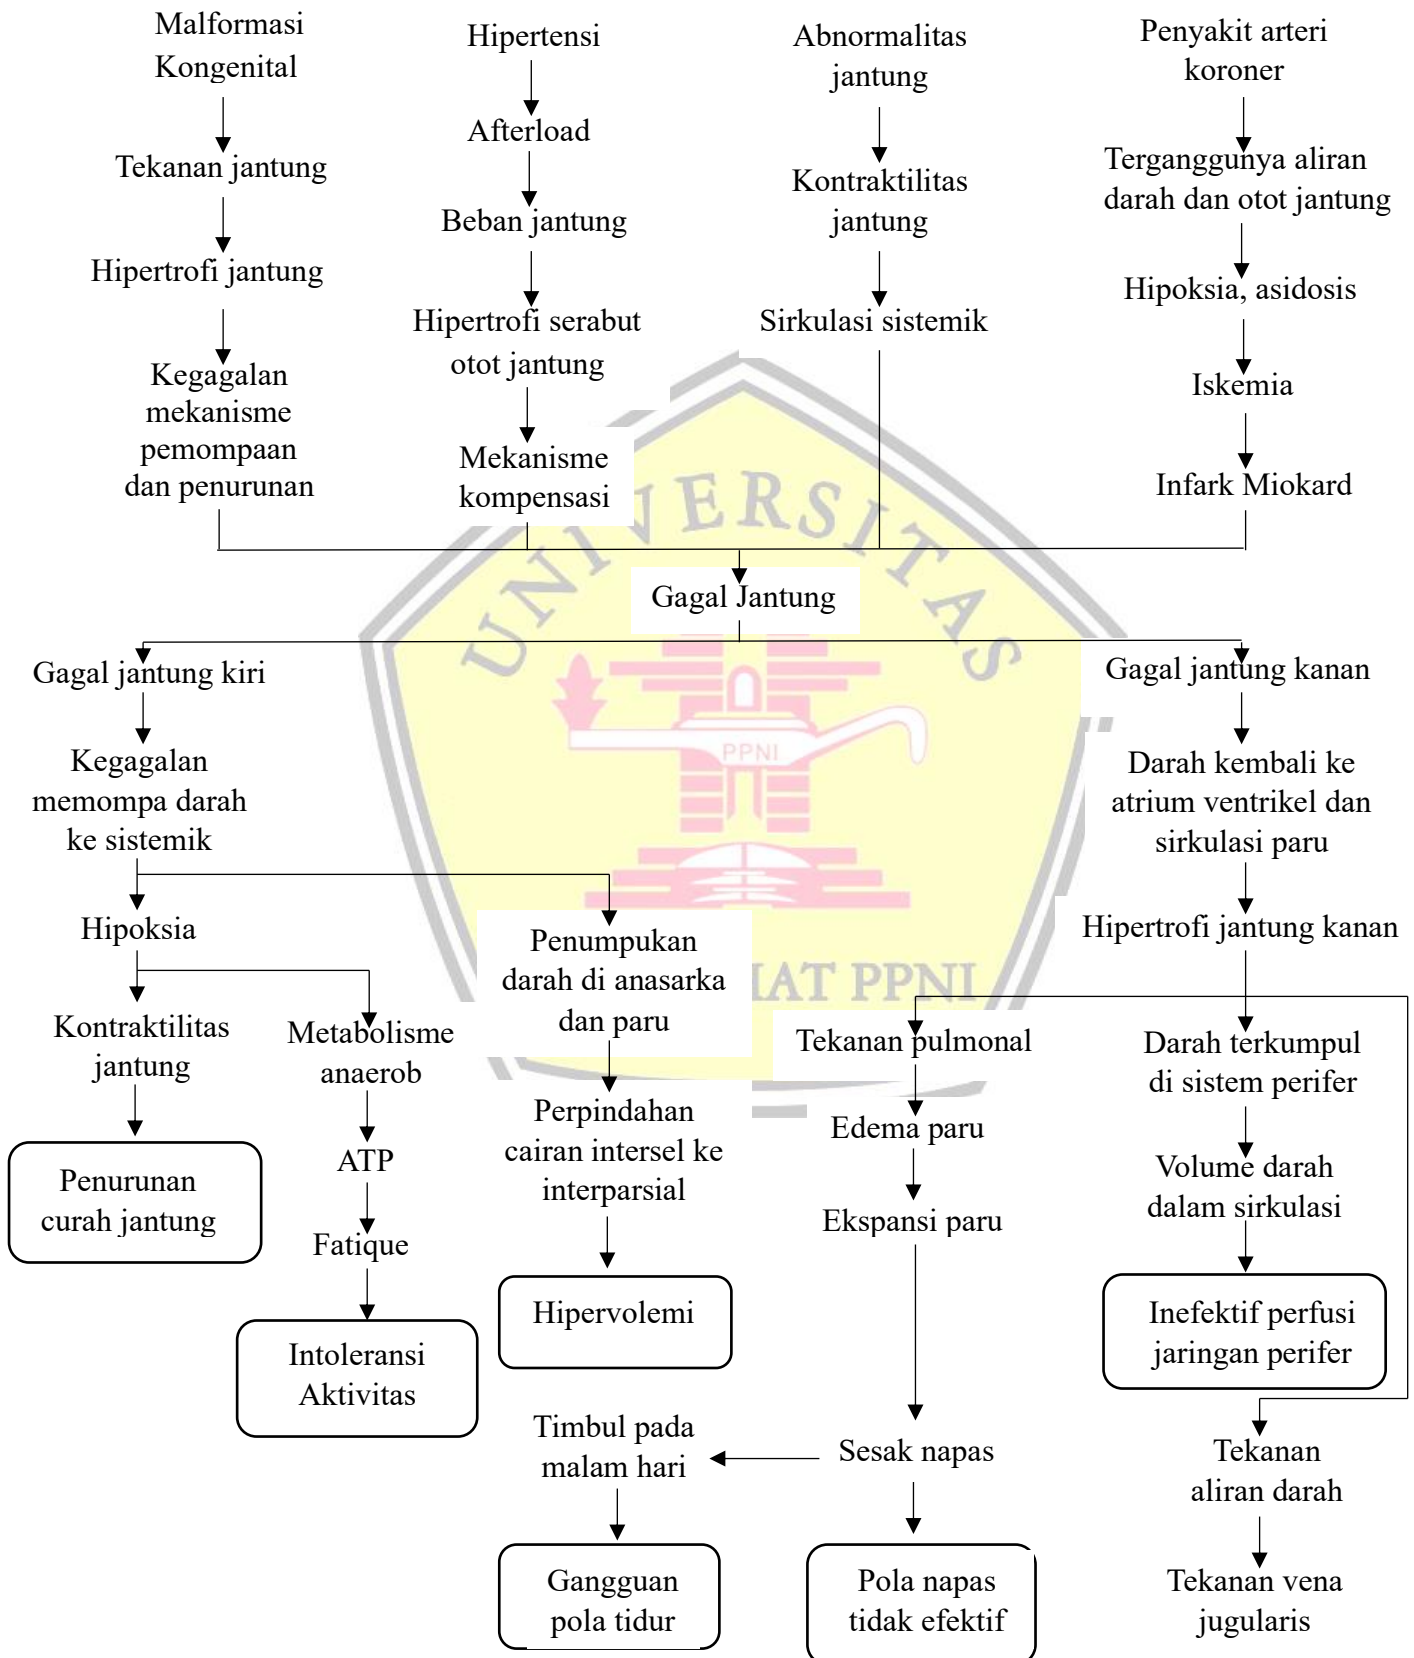 Malformasi
Kongenital
Hipertensi
Abnormalitas
jantung
Penyakit arteri
koroner
Tekanan jantung
Afterload
Kontraktilitas
jantung
Terganggunya aliran
darah dan otot jantung
Hipertrofi jantung
Beban jantung
Sirkulasi sistemik
Hipoksia, asidosis
Kegagalan
mekanisme
pemompaan
dan penurunan
Hipertrofi serabut
otot jantung
Iskemia
Mekanisme
kompensasi
Infark Miokard
UNIVERSITAS
Gagal Jantung
Gagal jantung kiri
Gagal jantung kanan
PPNI
Kegagalan
memompa darah
ke sistemik
Darah kembali ke
atrium ventrikel dan
sirkulasi paru
Hipoksia
Penumpukan
darah di anasarka
dan paru
Hipertrofi jantung kanan
IAT PPNI
Kontraktilitas
jantung
Metabolisme
anaerob
Tekanan pulmonal
Darah terkumpul
di sistem perifer
Penurunan
curah jantung
ATP
Perpindahan
cairan intersel ke
interparsial
Edema paru
Volume darah
dalam sirkulasi
Fatique
Ekspansi paru
Intoleransi
Aktivitas
Hipervolemi
Inefektif perfusi
jaringan perifer
Timbul pada
malam hari
Sesak napas
Tekanan
aliran darah
Gangguan
pola tidur
Pola napas
tidak efektif
Tekanan vena
jugularis